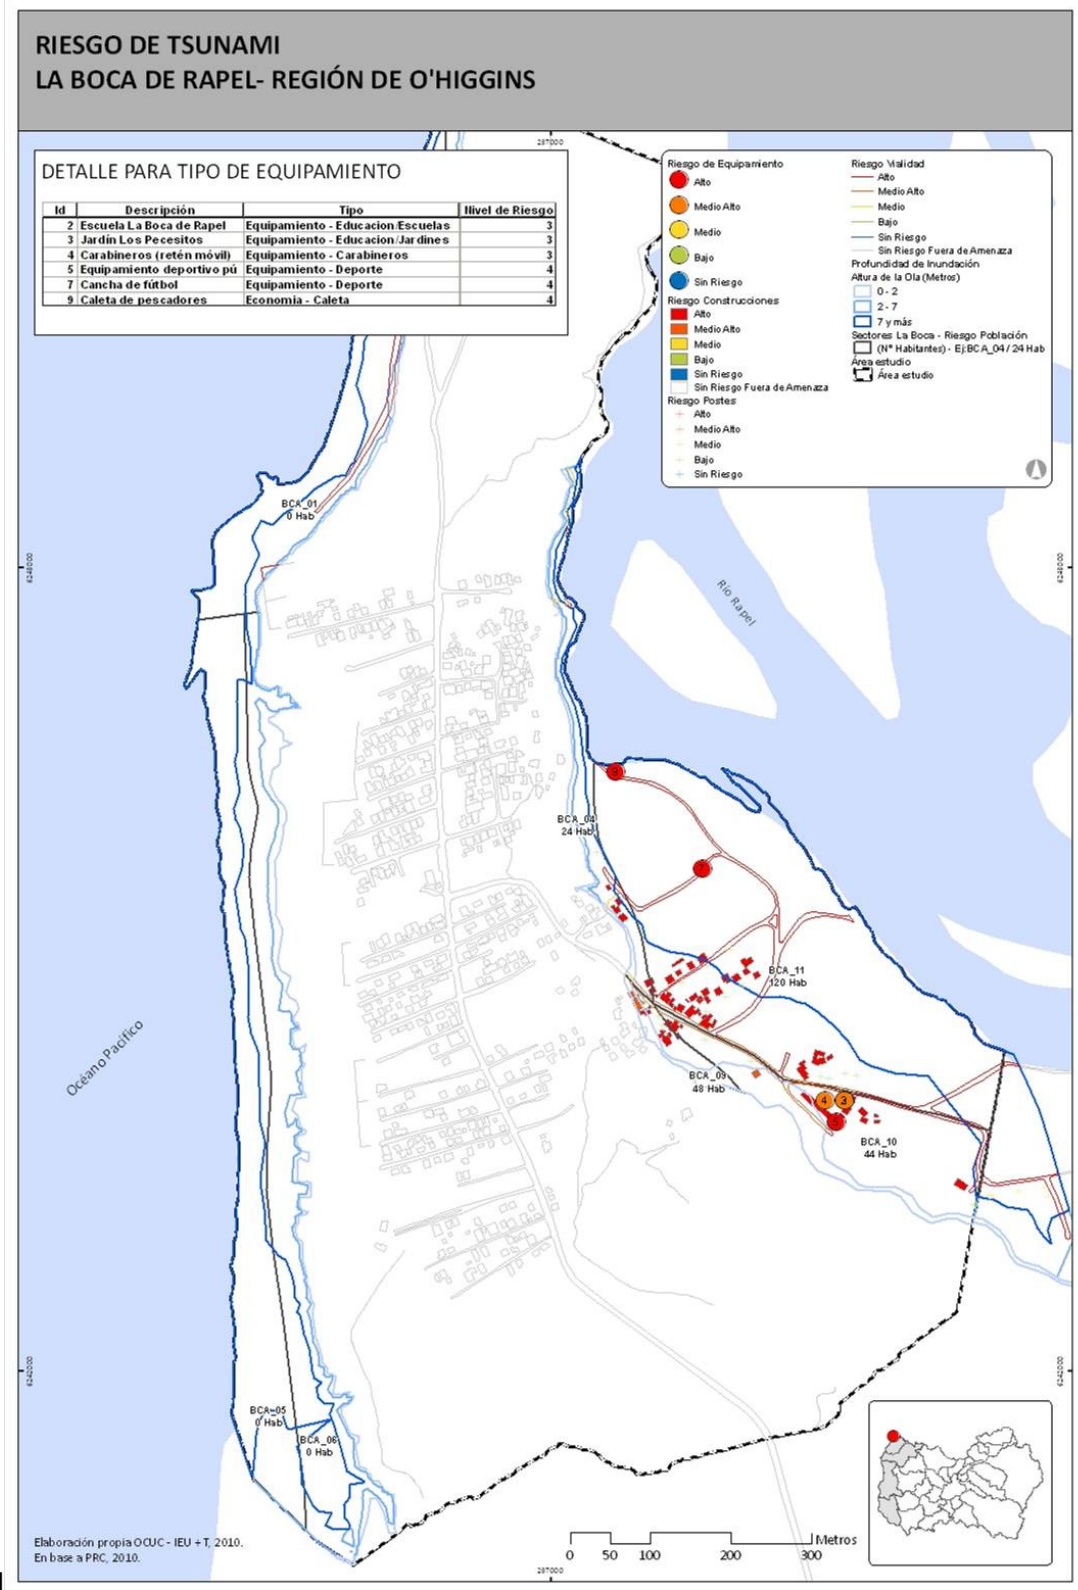 RIESGO DE TSUNAMI
LA BOCA DE RAPEL- REGIÓN DE O'HIGGINS
287000
DETALLE PARA TIPO DE EQUIPAMIENTO
Id Descripción Tipo Nivel de Riesgo
2 Escuela La Boca de Rapel Equipamiento - Educacion/Escuelas 3
3 Jardín Los Pecesitos Equipamiento - Educacion/Jardines 3
4 Carabineros (retén móvil) Equipamiento - Carabineros 3
5 Equipamiento deportivo pú Equipamiento - Deporte 4
7 Cancha de fútbol Equipamiento - Deporte 4
9 Caleta de pescadores Economia - Caleta 4
Riesgo de Equipamiento
Alto
Medio Alto
Medio
Bajo
Sin Riesgo
Riesgo Construcciones
Alto
Medio Alto
Medio
Bajo
Sin Riesgo
Sin Riesgo Fuera de Amenaza
Riesgo Postes
Alto
Medio Alto
Medio
Bajo
Sin Riesgo
Riesgo Vialidad
Alto
Medio Alto
Medio
Bajo
Sin Riesgo
Sin Riesgo Fuera de Amenaza
Profundidad de Inundación
Altura de la Ola (Metros)
0 - 2
2 - 7
7 y más
Sectores La Boca - Riesgo Población
(N° Habitantes) - Ej:BCA_04 / 24 Hab
Área estudio
Área estudio
BCA_01
0 Hab
Río Rapel
9
BCA_04
24 Hab
7
BCA_11
120 Hab
Océano Pacífico
BCA_09
48 Hab
4
3
5
BCA_10
44 Hab
BCA_05
0 Hab
BCA_06
0 Hab
Elaboración propia OCUC - IEU + T, 2010.
En base a PRC, 2010.
Metros
0 50 100 200 300
287000